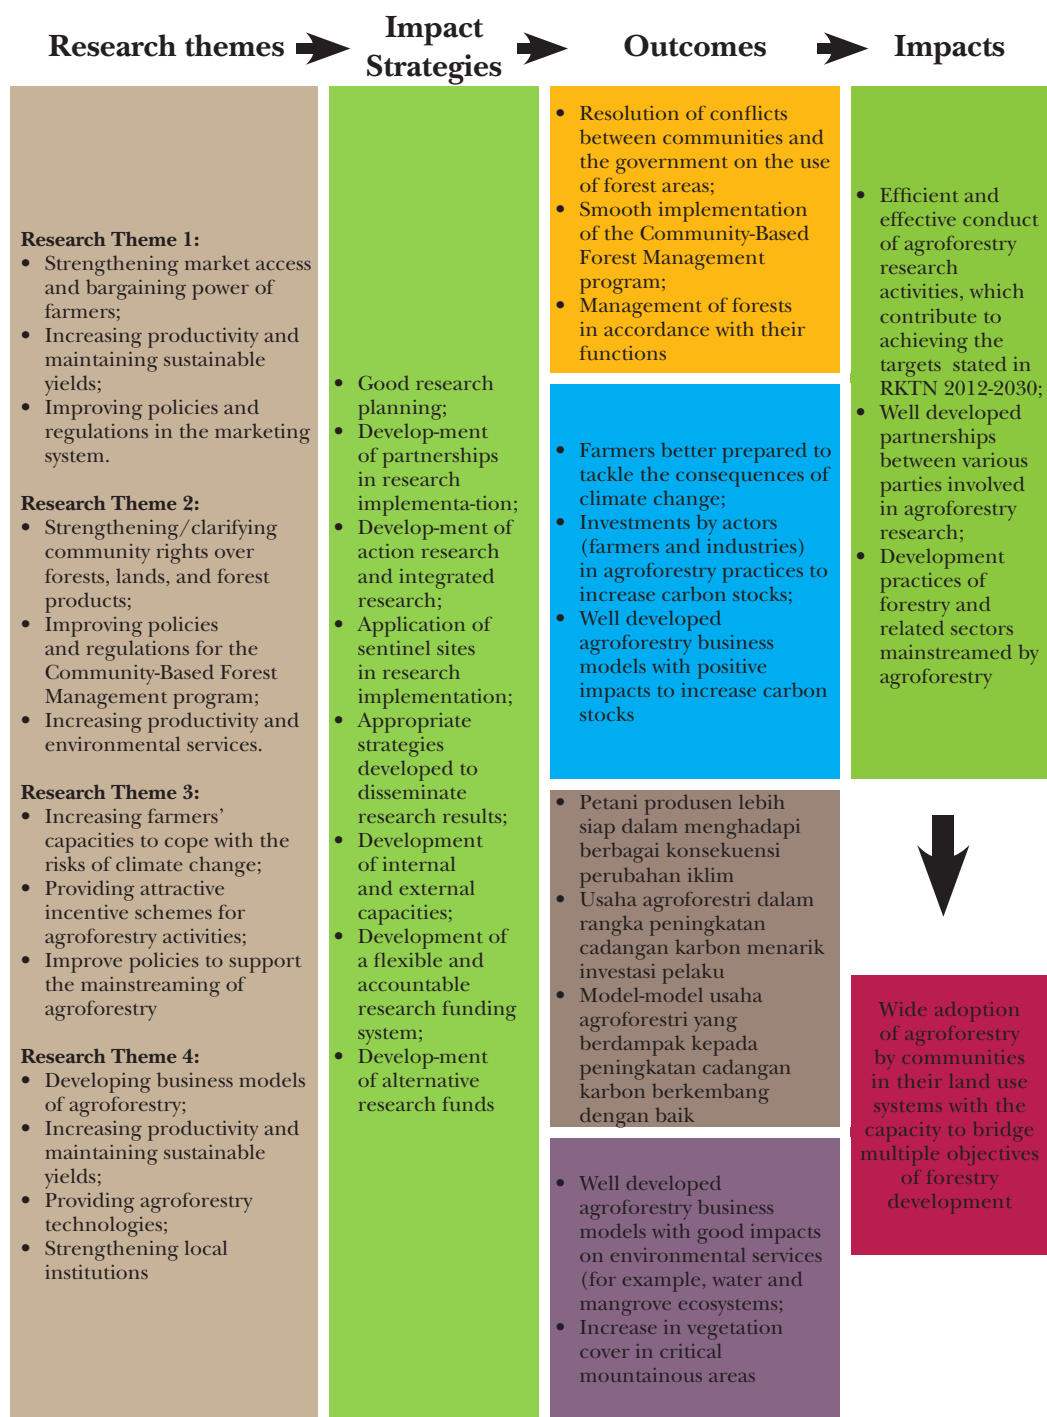 Research themes
Impact
Strategies
Outcomes
Impacts
Research Theme 1:
• Strengthening market access
and bargaining power of
farmers;
• Increasing productivity and
maintaining sustainable
yields;
• Improving policies and
regulations in the marketing
system.
Research Theme 2:
• Strengthening/clarifying
community rights over
forests, lands, and forest
products;
• Improving policies
and regulations for the
Community-Based Forest
Management program;
• Increasing productivity and
environmental services.
Research Theme 3:
• Increasing farmers’
capacities to cope with the
risks of climate change;
• Providing attractive
incentive schemes for
agroforestry activities;
• Improve policies to support
the mainstreaming of
agroforestry
Research Theme 4:
• Developing business models
of agroforestry;
• Increasing productivity and
maintaining sustainable
yields;
• Providing agroforestry
technologies;
• Strengthening local
institutions
• Good research
planning;
• Develop-ment
of partnerships
in research
implementa-tion;
• Develop-ment of
action research
and integrated
research;
• Application of
sentinel sites
in research
implementation;
• Appropriate
strategies
developed to
disseminate
research results;
• Development
of internal
and external
capacities;
• Development of
a flexible and
accountable
research funding
system;
• Develop-ment
of alternative
research funds
• Resolution of conflicts
between communities and
the government on the use
of forest areas;
• Smooth implementation
of the Community-Based
Forest Management
program;
• Management of forests
in accordance with their
functions
• Farmers better prepared to
tackle the consequences of
climate change;
• Investments by actors
(farmers and industries)
in agroforestry practices to
increase carbon stocks;
• Well developed
agroforestry business
models with positive
impacts to increase carbon
stocks
• Petani produsen lebih
siap dalam menghadapi
berbagai konsekuensi
perubahan iklim
• Usaha agroforestri dalam
rangka peningkatan
cadangan karbon menarik
investasi pelaku
• Model-model usaha
agroforestri yang
berdampak kepada
peningkatan cadangan
karbon berkembang
dengan baik
• Well developed
agroforestry business
models with good impacts
on environmental services
(for example, water and
mangrove ecosystems;
• Increase in vegetation
cover in critical
mountainous areas
• Efficient and
effective conduct
of agroforestry
research
activities, which
contribute to
achieving the
targets stated in
RKTN 2012-2030;
• Well developed
partnerships
between various
parties involved
in agroforestry
research;
• Development
practices of
forestry and
related sectors
mainstreamed by
agroforestry
Wide adoption
of agroforestry
by communities
in their land use
systems with the
capacity to bridge
multiple objectives
of forestry
development